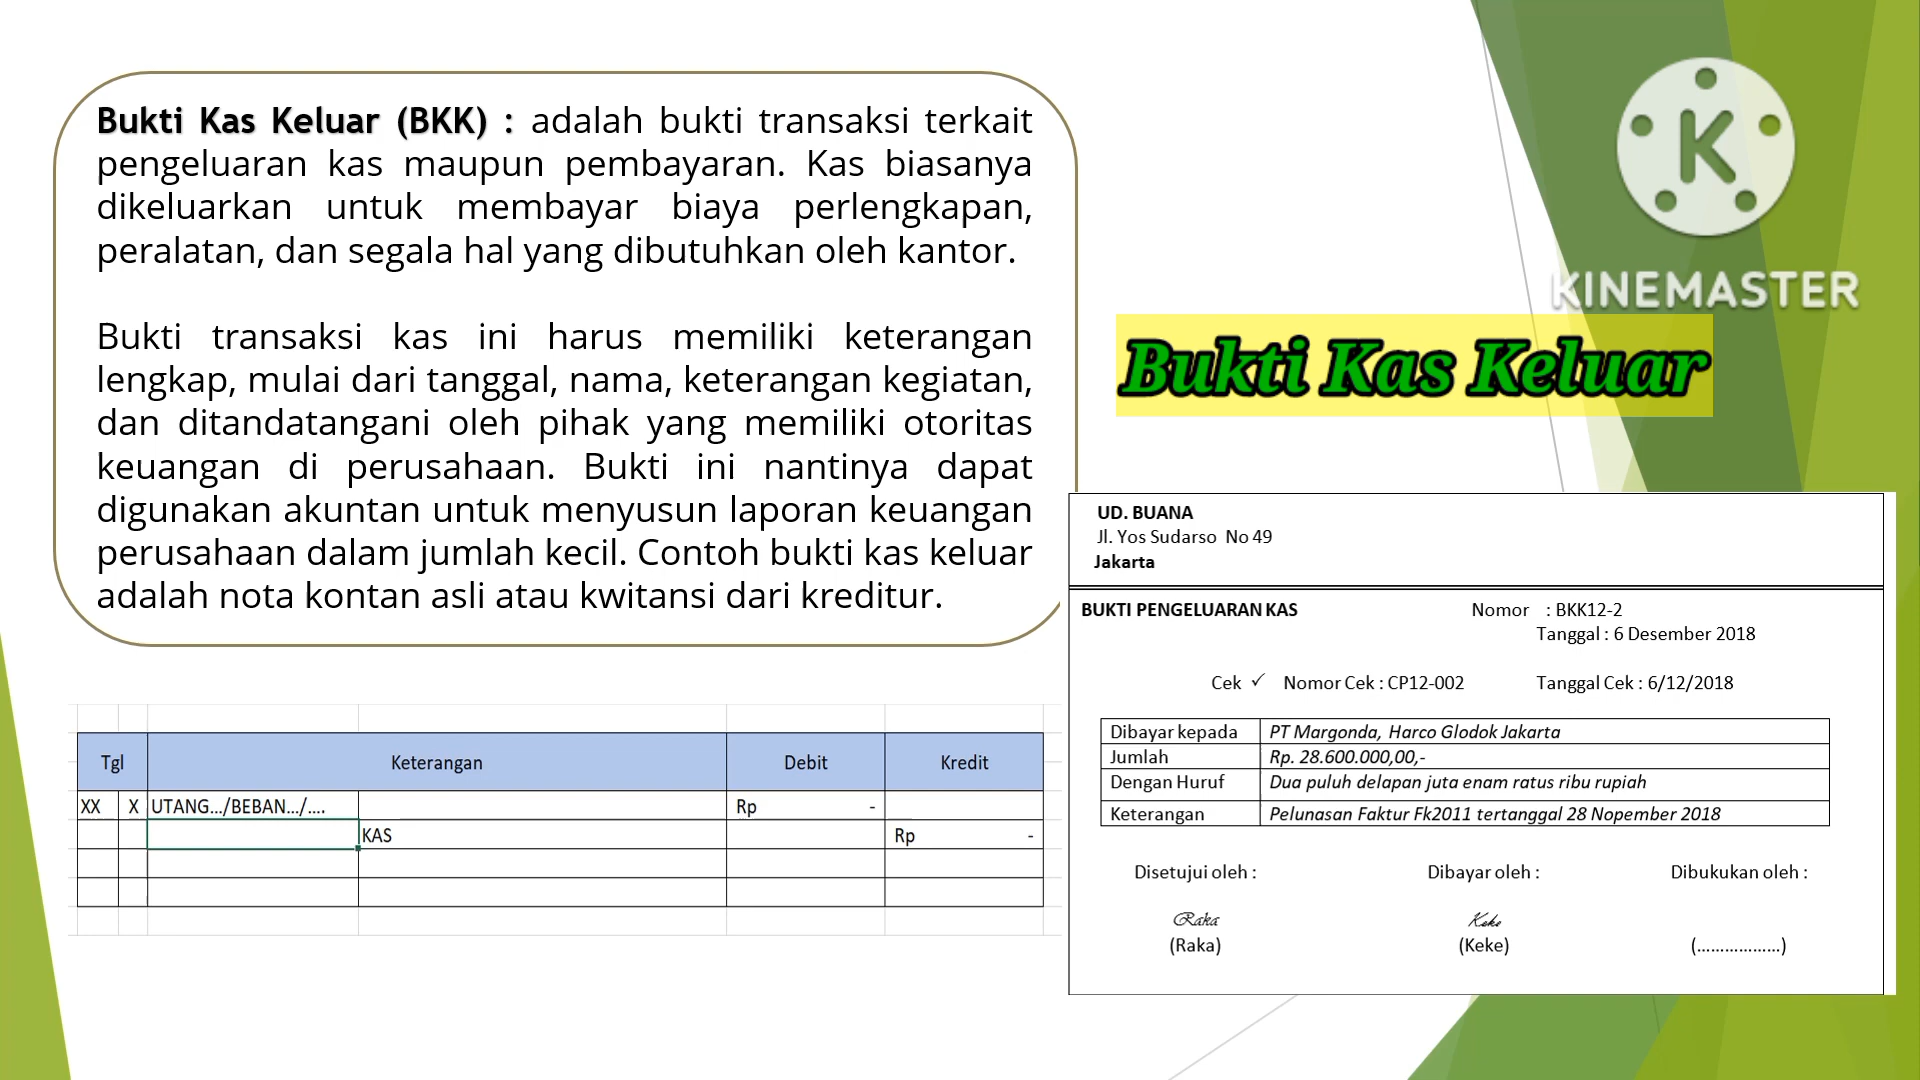 Bukti Kas Keluar (BKK) : adalah bukti transaksi terkait
pengeluaran kas maupun pembayaran. Kas biasanya
dikeluarkan untuk membayar biaya perlengkapan,
peralatan, dan segala hal yang dibutuhkan oleh kantor.
Bukti transaksi kas ini harus memiliki keterangan
lengkap, mulai dari tanggal, nama, keterangan kegiatan,
dan ditandatangani oleh pihak yang memiliki otoritas
keuangan di perusahaan. Bukti ini nantinya dapat
digunakan akuntan untuk menyusun laporan keuangan
perusahaan dalam jumlah kecil. Contoh bukti kas keluar
adalah nota kontan asli atau kwitansi dari kreditur.
K
KINEMASTER
Bukti Kas Keluar
Tgl Keterangan Debit Kredit
XX X UTANG.../BEBAN.../.... Rp -
KAS Rp -
UD. BUANA
Jl. Yos Sudarso No 49
Jakarta
BUKTI PENGELUARAN KAS Nomor : BKK12-2
Tanggal : 6 Desember 2018
Cek ✓ Nomor Cek : CP12-002 Tanggal Cek : 6/12/2018
Dibayar kepada PT Margonda, Harco Glodok Jakarta
Jumlah Rp. 28.600.000,00,-
Dengan Huruf Dua puluh delapan juta enam ratus ribu rupiah
Keterangan Pelunasan Faktur Fk2011 tertanggal 28 Nopember 2018
Disetujui oleh : Dibayar oleh : Dibukukan oleh :
Raka Keke
(Raka) (Keke) (..................)